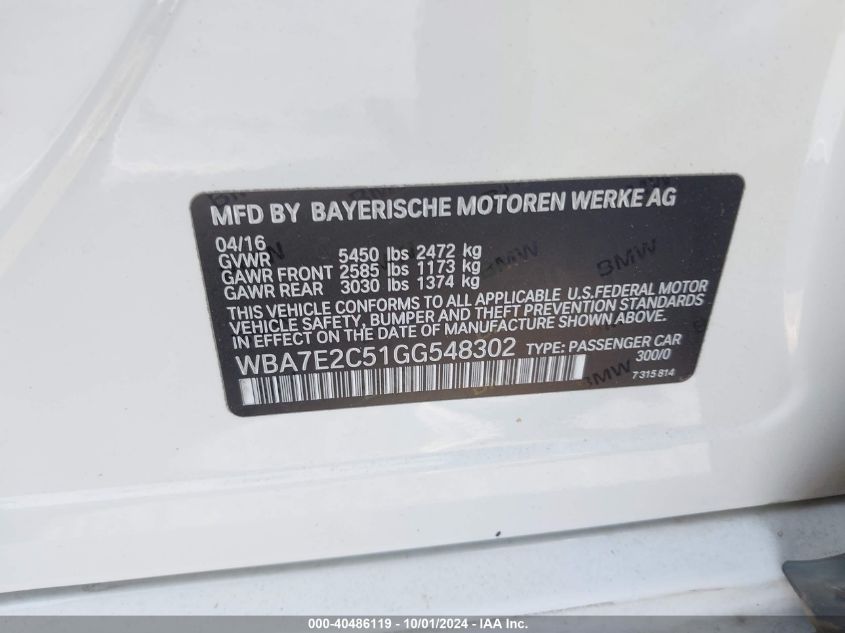 MFD BY BAYERISCHE MOTOREN WERKE AG
04/16
GVWR 5450 lbs 2472 kg
GAWR FRONT 2585 lbs 1173 kg
GAWR REAR 3030 lbs 1374 kg
THIS VEHICLE CONFORMS TO ALL APPLICABLE U.S.FEDERAL MOTOR
VEHICLE SAFETY, BUMPER AND THEFT PREVENTION STANDARDS
IN EFFECT ON THE DATE OF MANUFACTURE SHOWN ABOVE.
WBA7E2C51GG548302 TYPE: PASSENGER CAR
300/0
7 315 814
BMW
BMW
BMW
000-40486119 - 10/01/2024 - IAA Inc.